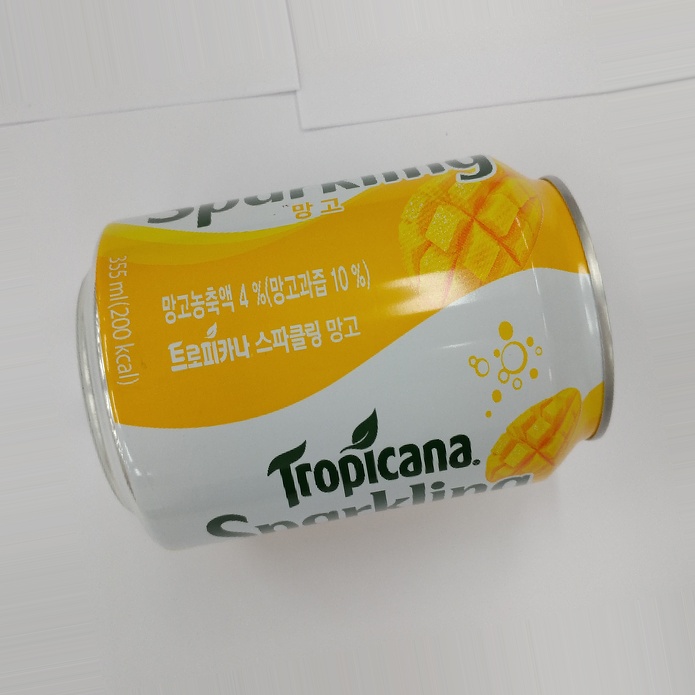 Sparkling
망고
망고농축액 4 %(망고과즙 10 %)
트로피카나 스파클링 망고
355 ml(200 kcal)
Tropicana
Sparkling